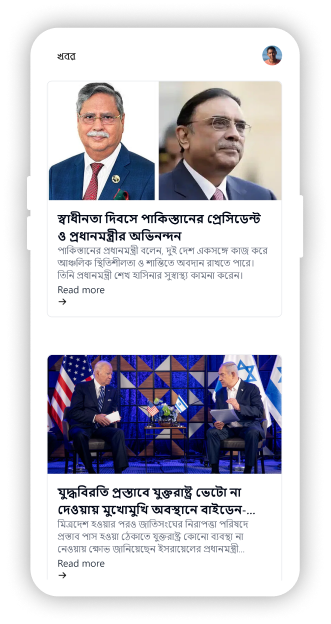 খবর
স্বাধীনতা দিবসে পাকিস্তানের প্রেসিডেন্ট
ও প্রধানমন্ত্রীর অভিনন্দন
পাকিস্তানের প্রধানমন্ত্রী বলেন, দুই দেশ একসঙ্গে কাজ করে
আঞ্চলিক স্থিতিশীলতা ও শান্তিতে অবদান রাখতে পারে।
তিনি প্রধানমন্ত্রী শেখ হাসিনার সুস্বাস্থ্য কামনা করেন।
Read more
→
যুদ্ধবিরতি প্রস্তাবে যুক্তরাষ্ট্র ভেটো না
দেওয়ায় মুখোমুখি অবস্থানে বাইডেন-...
মিত্রদেশ হওয়ার পরও জাতিসংঘের নিরাপত্তা পরিষদে
প্রস্তাব পাস হওয়া ঠেকাতে যুক্তরাষ্ট্র কোনো ব্যবস্থা না
নেওয়ায় ক্ষোভ জানিয়েছেন ইসরায়েলের প্রধানমন্ত্রী...
Read more
→